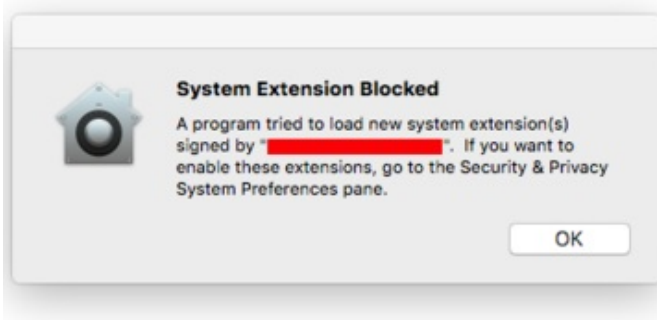 System Extension Blocked
A program tried to load new system extension(s)
signed by "". If you want to
enable these extensions, go to the Security & Privacy
System Preferences pane.
OK